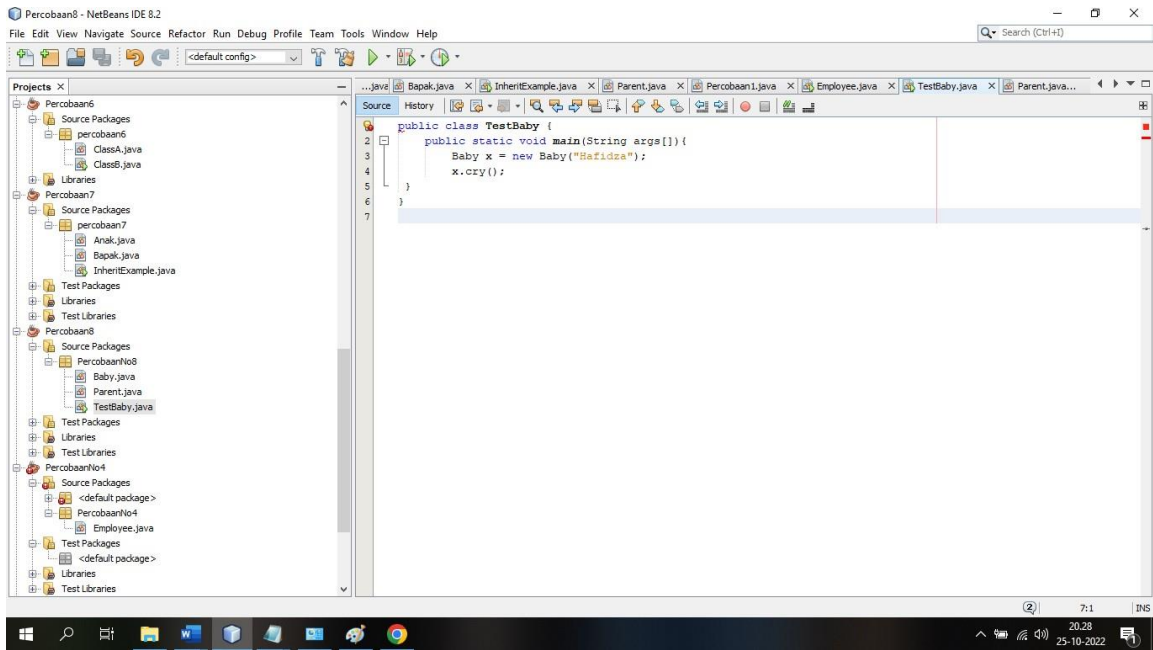 Percobaan8 - NetBeans IDE 8.2
File Edit View Navigate Source Refactor Run Debug Profile Team Tools Window Help
Search (Ctrl+I)
<default config>
Projects
...java Bapak.java InheritExample.java Parent.java Percobaan1.java Employee.java TestBaby.java Parent.java...
Source History
Percobaan6
Source Packages
percobaan6
ClassA.java
ClassB.java
Libraries
Percobaan7
Source Packages
percobaan7
Anak.java
Bapak.java
InheritExample.java
Test Packages
Libraries
Test Libraries
Percobaan8
Source Packages
PercobaanNo8
Baby.java
Parent.java
TestBaby.java
Test Packages
Libraries
Test Libraries
PercobaanNo4
Source Packages
<default package>
PercobaanNo4
Employee.java
Test Packages
<default package>
Libraries
Test Libraries
public class TestBaby {
2 public static void main(String args[]){
3 Baby x = new Baby("Hafidza");
4 x.cry();
5 }
6 }
7
2 7:1 INS
20.28
25-10-2022